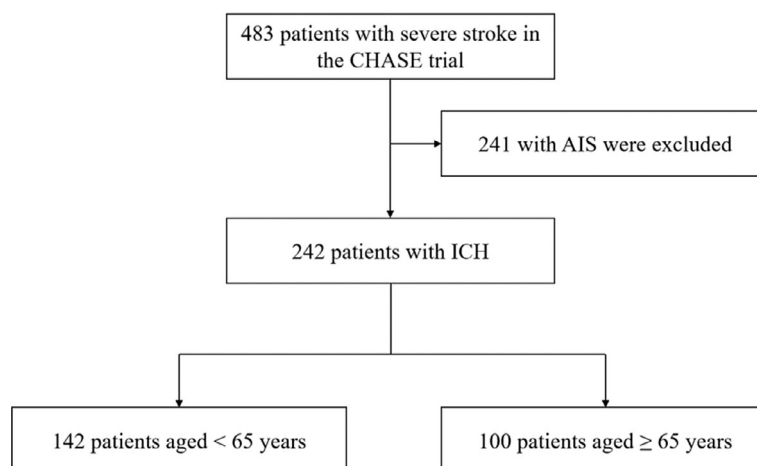 483 patients with severe stroke in
the CHASE trial
241 with AIS were excluded
242 patients with ICH
142 patients aged < 65 years
100 patients aged ≥ 65 years